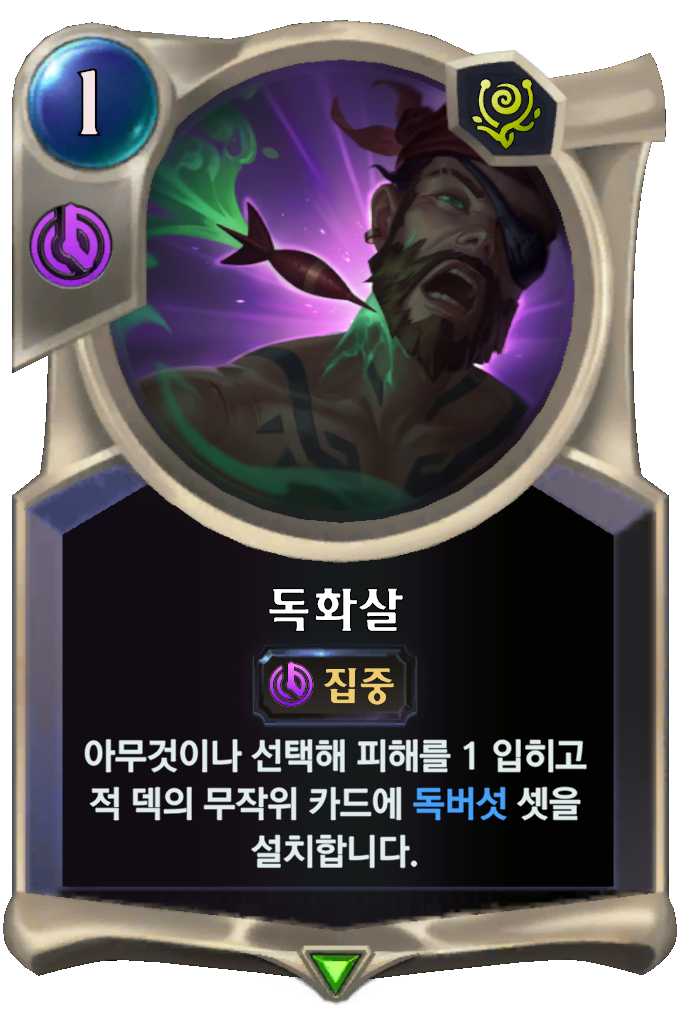 1
독화살
집중
아무것이나 선택해 피해를 1 입히고
적 덱의 무작위 카드에 독버섯 셋을
설치합니다.